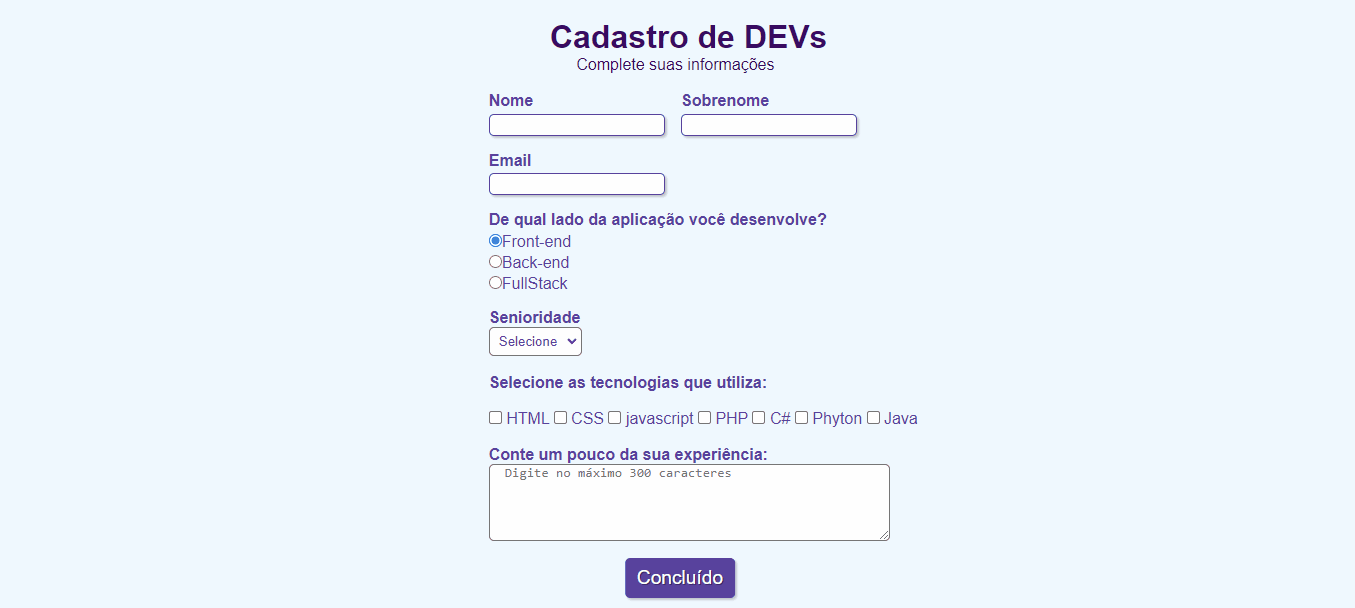 Cadastro de DEVs
Complete suas informações
Nome Sobrenome
Email
De qual lado da aplicação você desenvolve?
Front-end
Back-end
FullStack
Senioridade
Selecione
Selecione as tecnologias que utiliza:
HTML CSS javascript PHP C# Phyton Java
Conte um pouco da sua experiência:
Digite no máximo 300 caracteres
Concluído